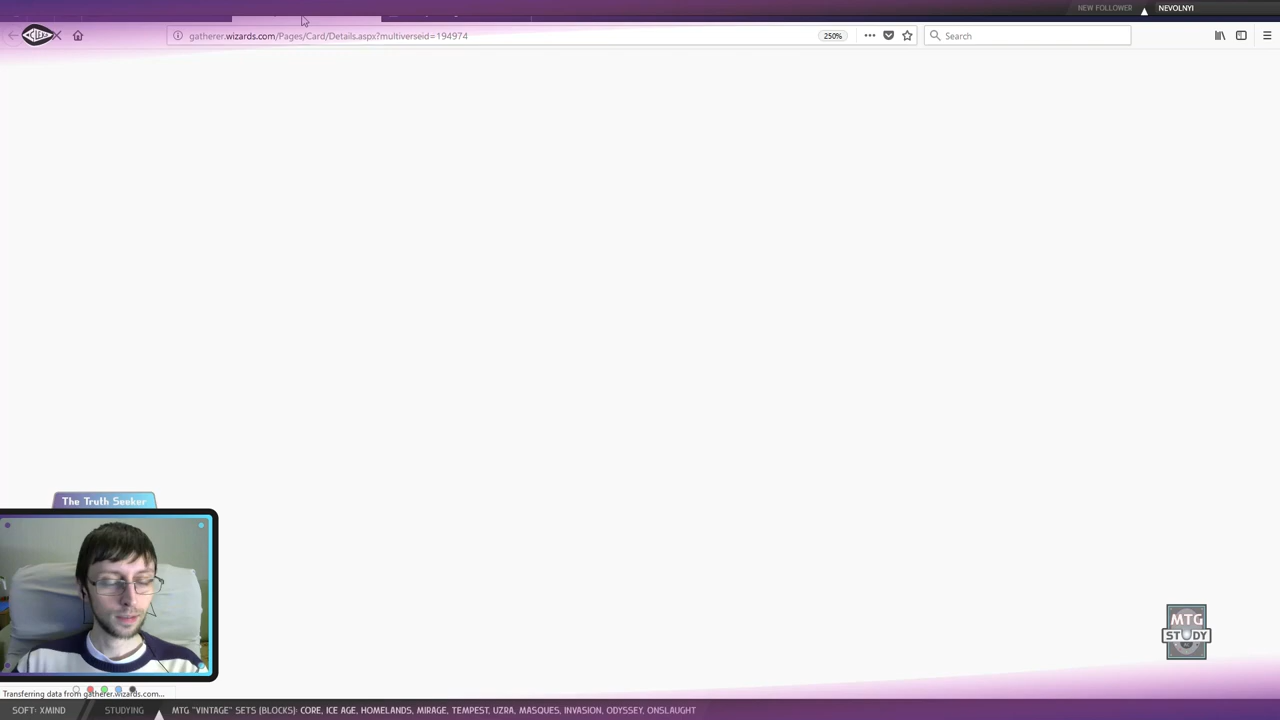 NEW FOLLOWER
NEVOLNYI
gatherer.wizards.com/Pages/Card/Details.aspx?multiverseid=194974
250%
Search
The Truth Seeker
MTG
STUDY
Transferring data from gatherer.wizards.com...
SOFT: XMIND
STUDYING
MTG "VINTAGE" SETS (BLOCKS): CORE, ICE AGE, HOMELANDS, MIRAGE, TEMPEST, UZRA, MASQUES, INVASION, ODYSSEY, ONSLAUGHT